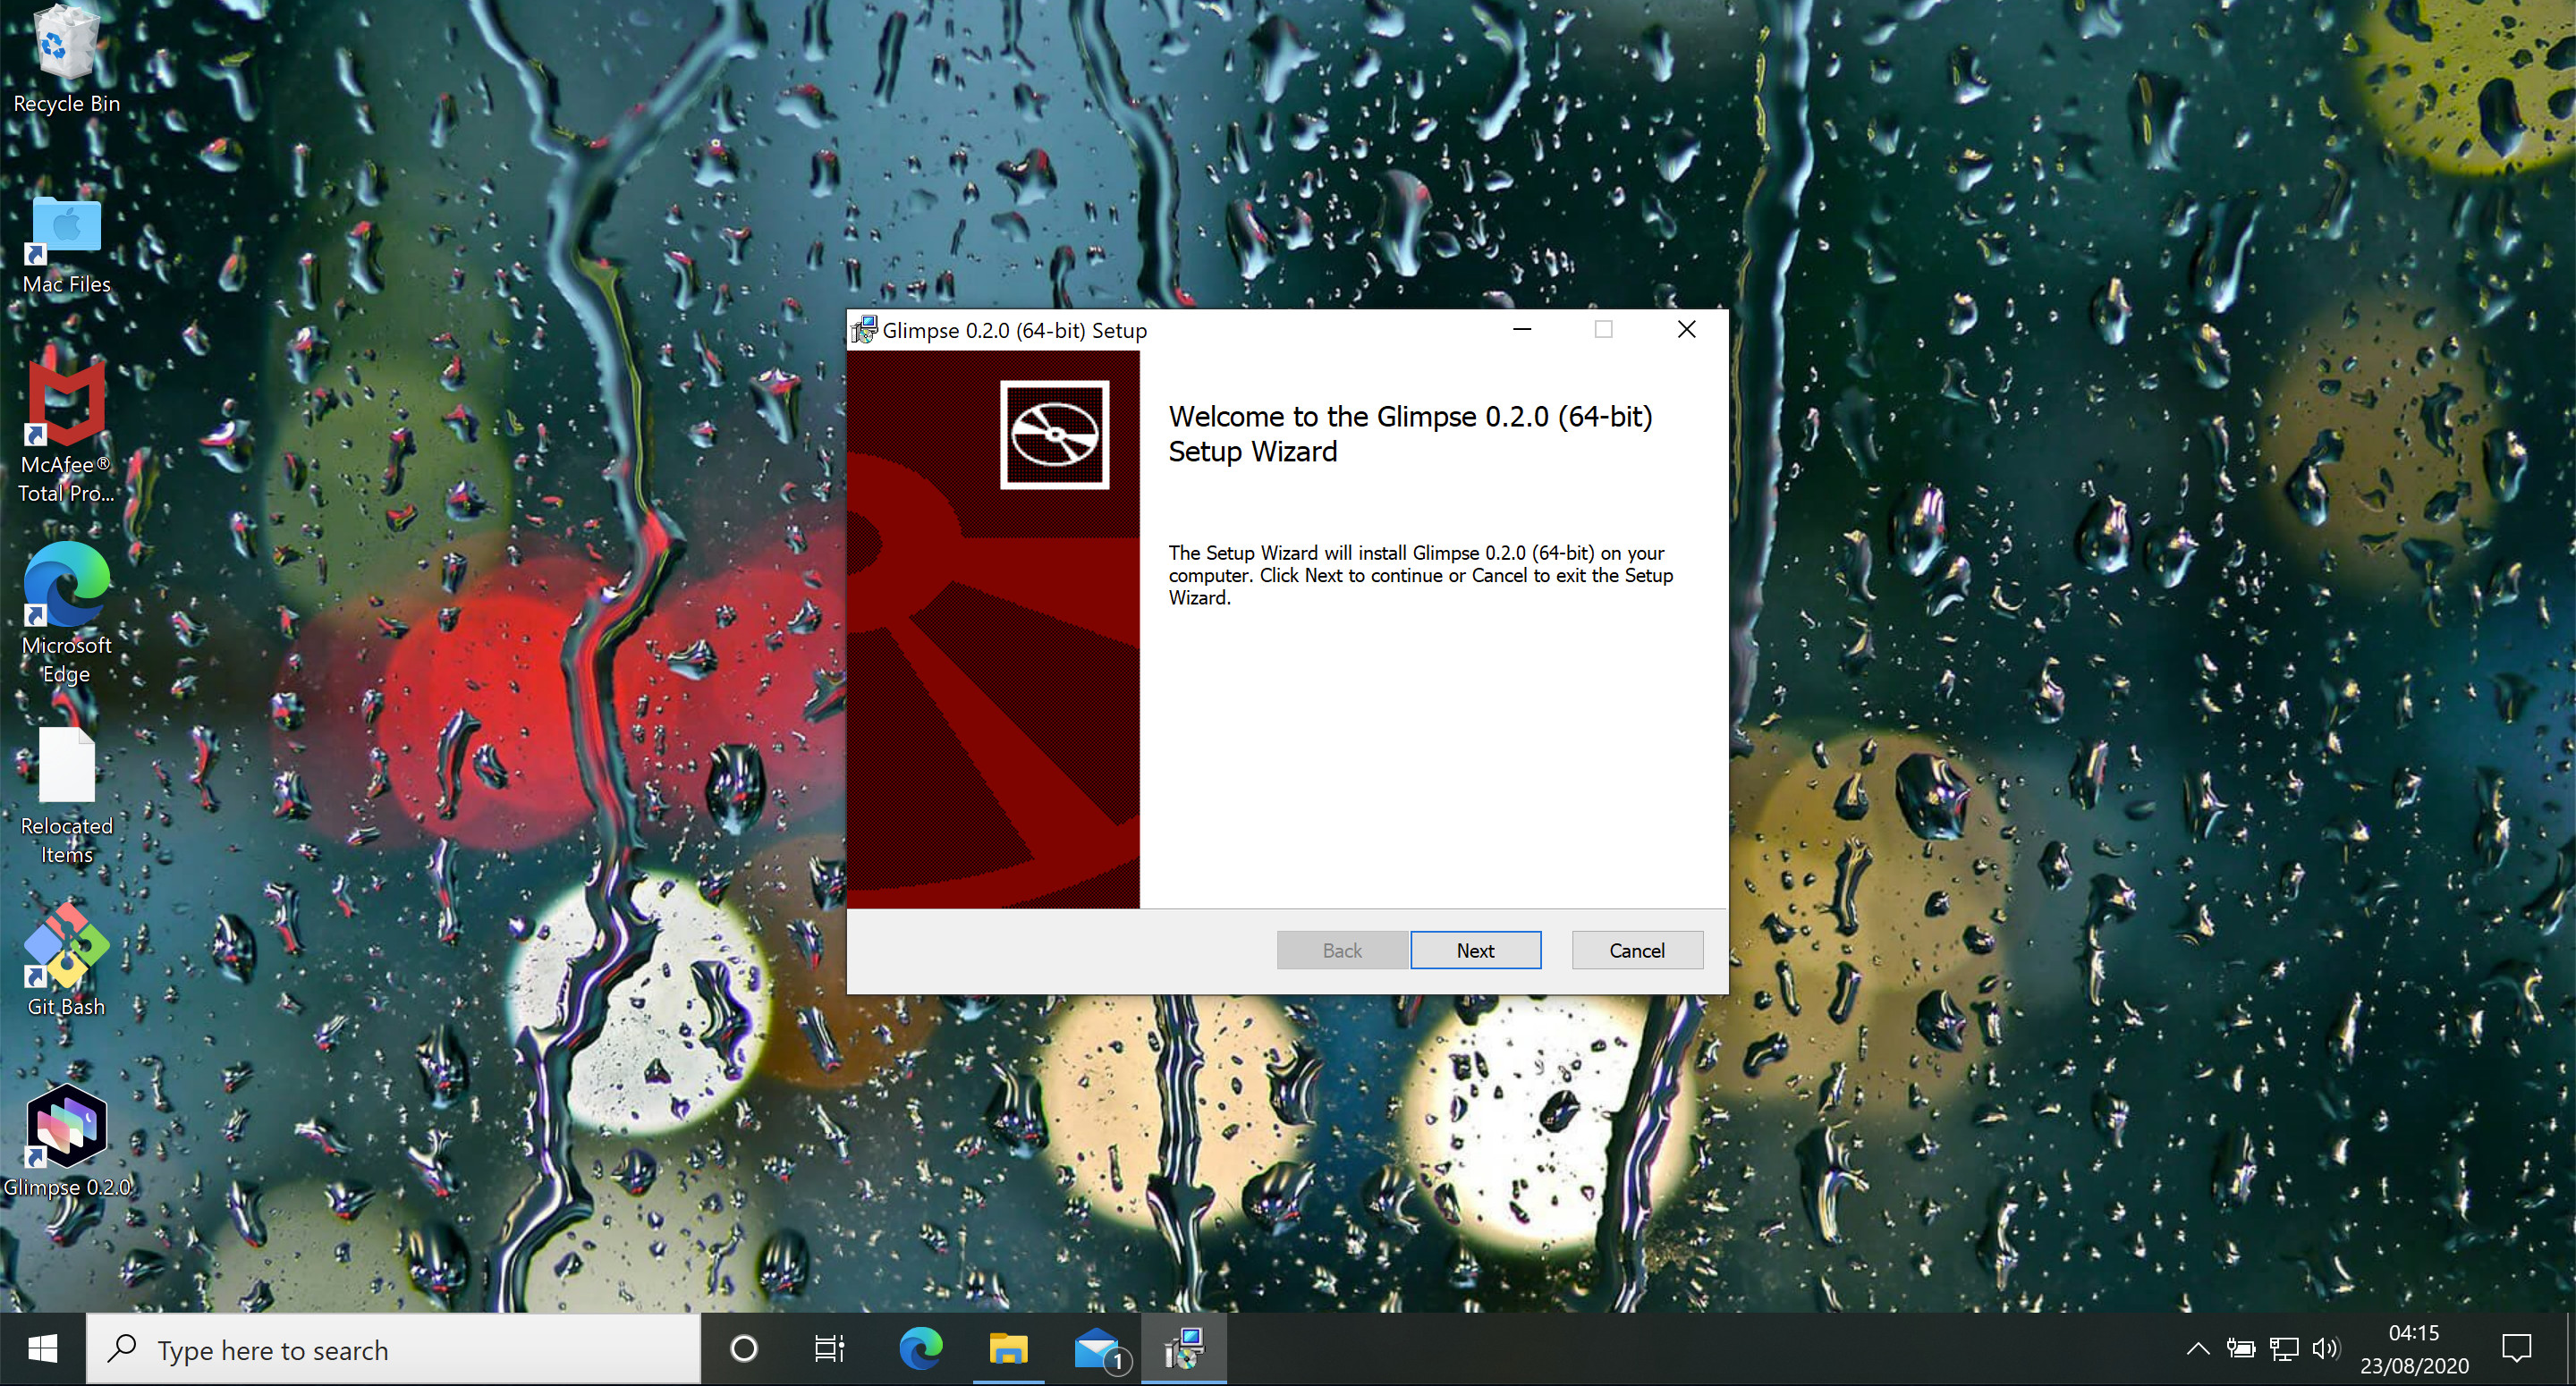 Recycle Bin
Mac Files
McAfee®
Total Pro...
Microsoft
Edge
Relocated
Items
Git Bash
Glimpse 0.2.0
Glimpse 0.2.0 (64-bit) Setup
Welcome to the Glimpse 0.2.0 (64-bit)
Setup Wizard
The Setup Wizard will install Glimpse 0.2.0 (64-bit) on your
computer. Click Next to continue or Cancel to exit the Setup
Wizard.
Back
Next
Cancel
Type here to search
1
04:15
23/08/2020